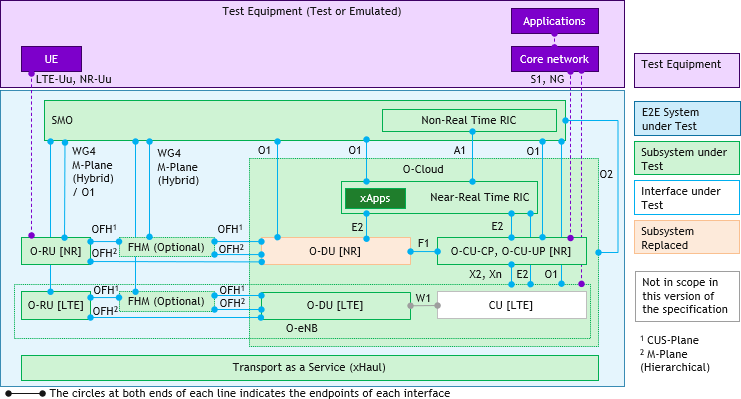 Test Equipment (Test or Emulated)
Applications
UE
Core network
LTE-Uu, NR-Uu
S1, NG
Test Equipment
SMO
Non-Real Time RIC
E2E System
under Test
WG4
M-Plane
(Hybrid)
/ O1
WG4
M-Plane
(Hybrid)
O1
O1
A1
O1
O2
Subsystem under
Test
O-Cloud
xApps
Near-Real Time RIC
Interface under
Test
E2
E2
OFH¹
OFH²
OFH¹
OFH²
O-RU [NR]
FHM (Optional)
O-DU [NR]
F1
O-CU-CP, O-CU-UP [NR]
Subsystem
Replaced
X2, Xn
E2
O1
OFH¹
OFH²
OFH¹
OFH²
O-RU [LTE]
FHM (Optional)
O-DU [LTE]
W1
CU [LTE]
O-eNB
Not in scope in
this version of
the specification
¹ CUS-Plane
² M-Plane
(Hierarchical)
Transport as a Service (xHaul)
The circles at both ends of each line indicates the endpoints of each interface